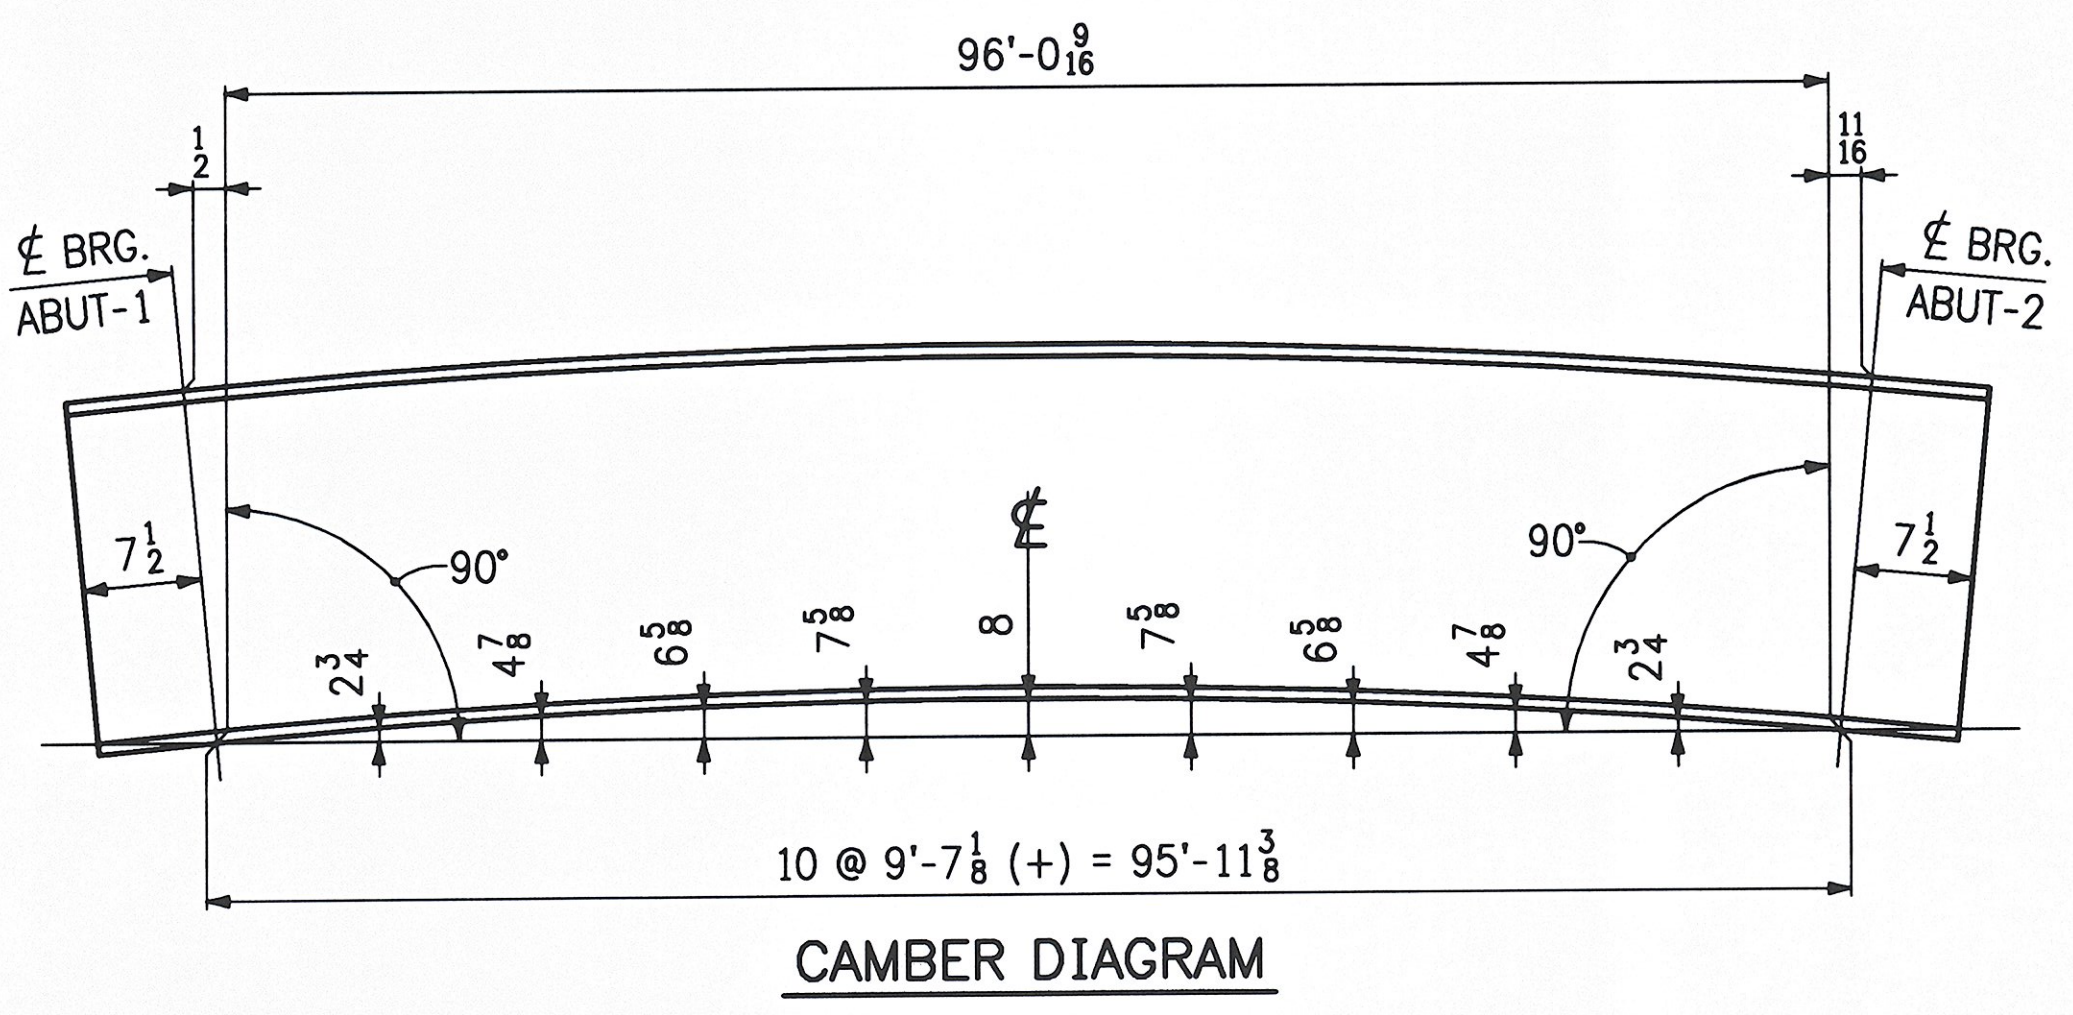 96'-0 9/16
1/2
11/16
℄ BRG.
ABUT-1
℄ BRG.
ABUT-2
7 1/2
90°
℄
90°
7 1/2
2 3/4
4 7/8
6 5/8
7 5/8
8
7 5/8
6 5/8
4 7/8
2 3/4
10 @ 9'-7 1/8 (+) = 95'-11 3/8
CAMBER DIAGRAM